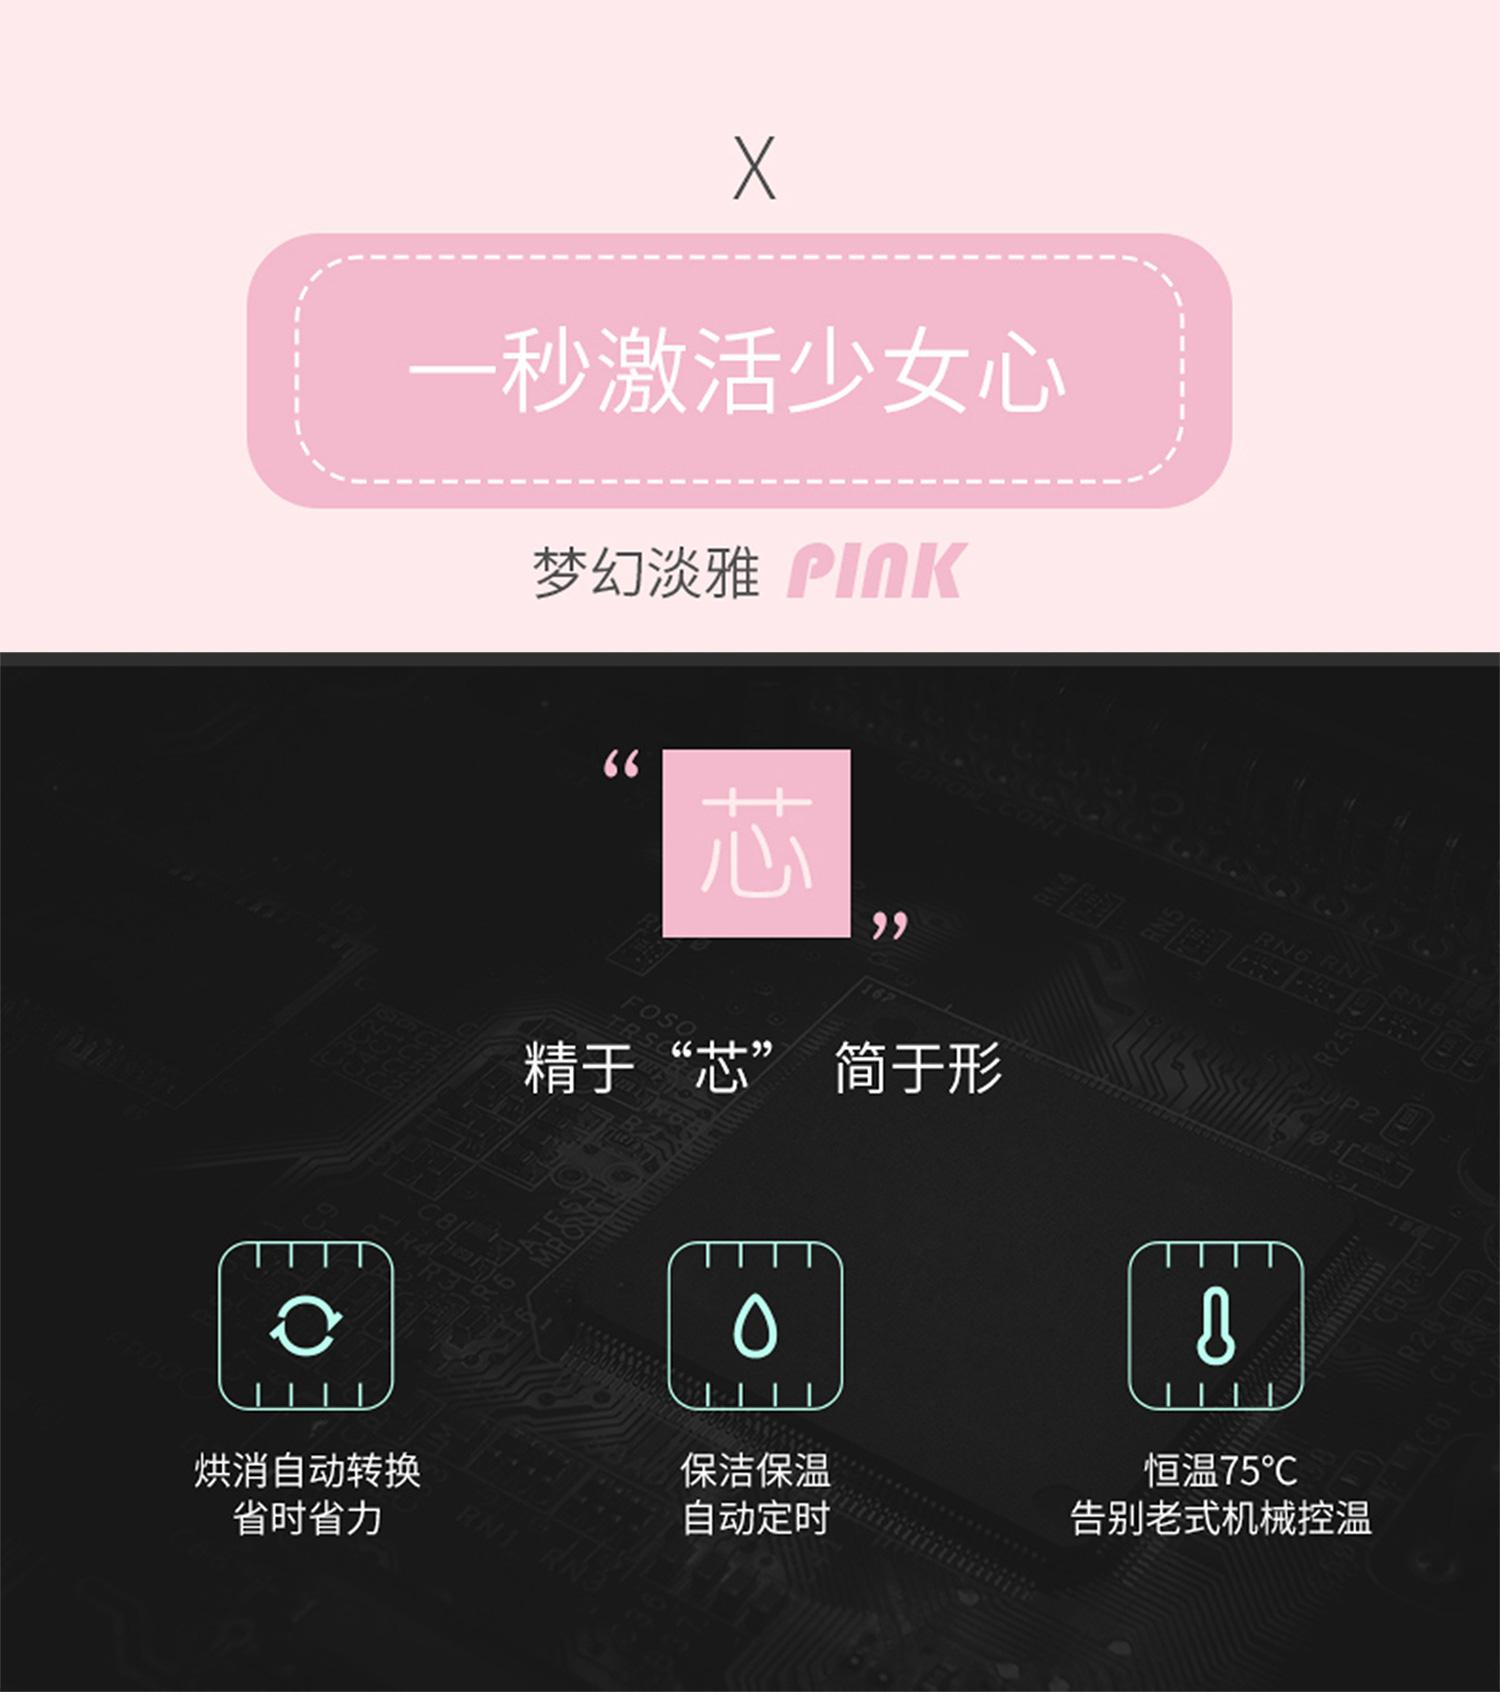 X
一秒激活少女心
梦幻淡雅 PINK
“芯”
精于“芯” 简于形
烘消自动转换
省时省力
保洁保温
自动定时
恒温75°C
告别老式机械控温